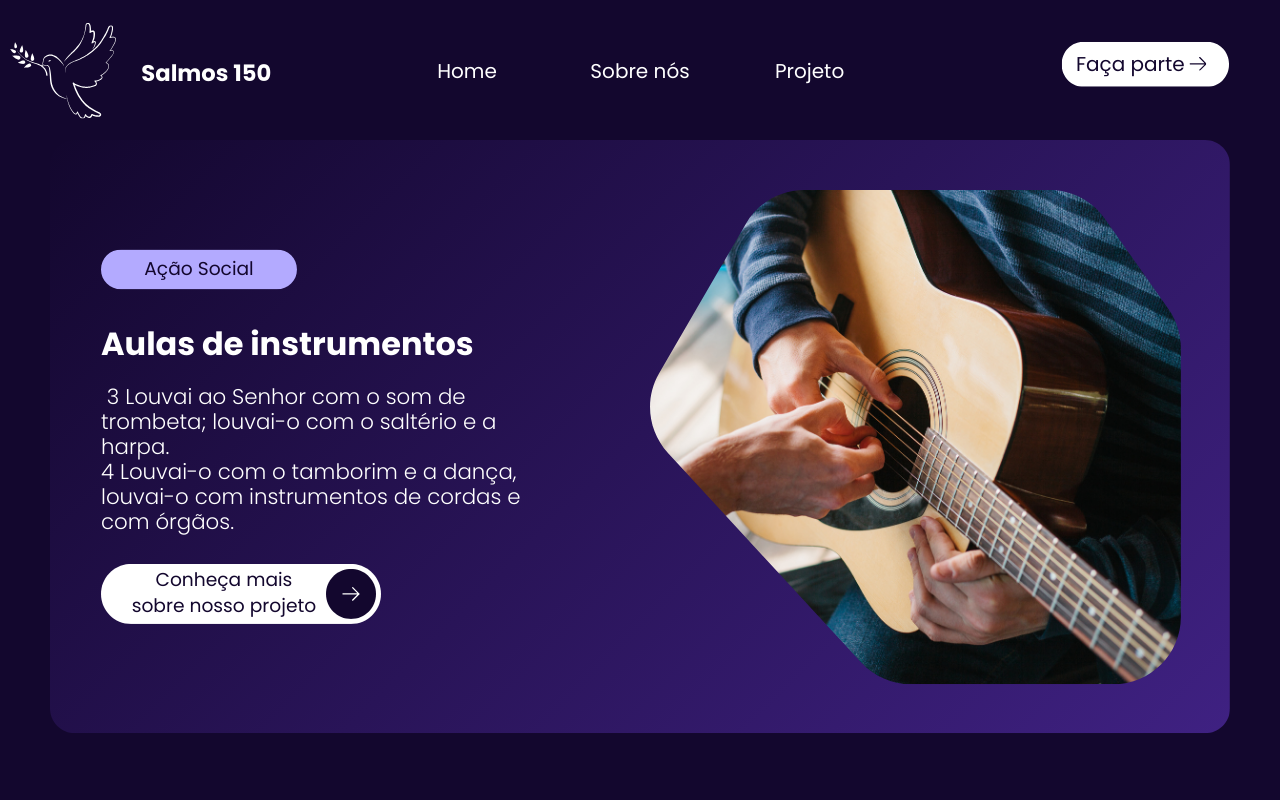 Salmos 150
Home
Sobre nós
Projeto
Faça parte
Ação Social
Aulas de instrumentos
3 Louvai ao Senhor com o som de
trombeta; louvai-o com o saltério e a
harpa.
4 Louvai-o com o tamborim e a dança,
louvai-o com instrumentos de cordas e
com órgãos.
Conheça mais
sobre nosso projeto